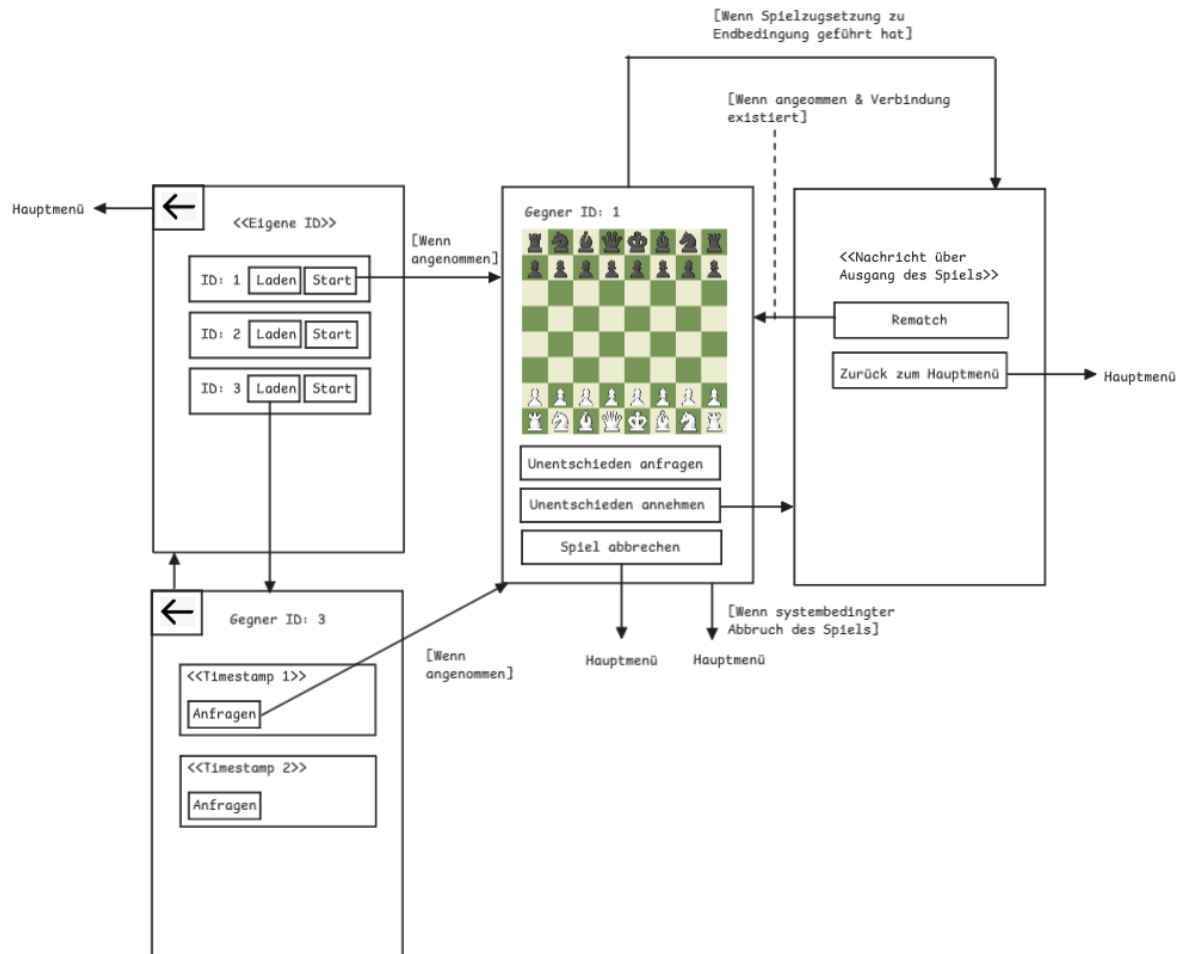 [Wenn Spielzugsetzung zu
Endbedingung geführt hat]
[Wenn angeommen & Verbindung
existiert]
Hauptmenü
<<Eigene ID>>
[Wenn
angenommen]
ID: 1 Laden Start
ID: 2 Laden Start
ID: 3 Laden Start
Gegner ID: 1
Unentschieden anfragen
Unentschieden annehmen
Spiel abbrechen
<<Nachricht über
Ausgang des Spiels>>
Rematch
Zurück zum Hauptmenü
Hauptmenü
[Wenn systembedingter
Abbruch des Spiels]
Hauptmenü
Hauptmenü
Gegner ID: 3
[Wenn
angenommen]
<<Timestamp 1>>
Anfragen
<<Timestamp 2>>
Anfragen